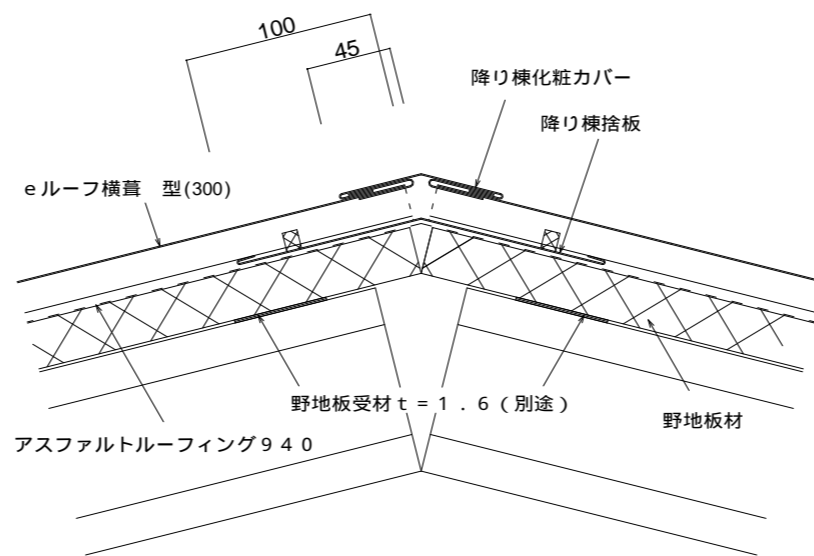 100
45
降り棟化粧カバー
降り棟捨板
eルーフ横葺　型(300)
野地板受材ｔ＝１．６（別途）
野地板材
アスファルトルーフィング９４０